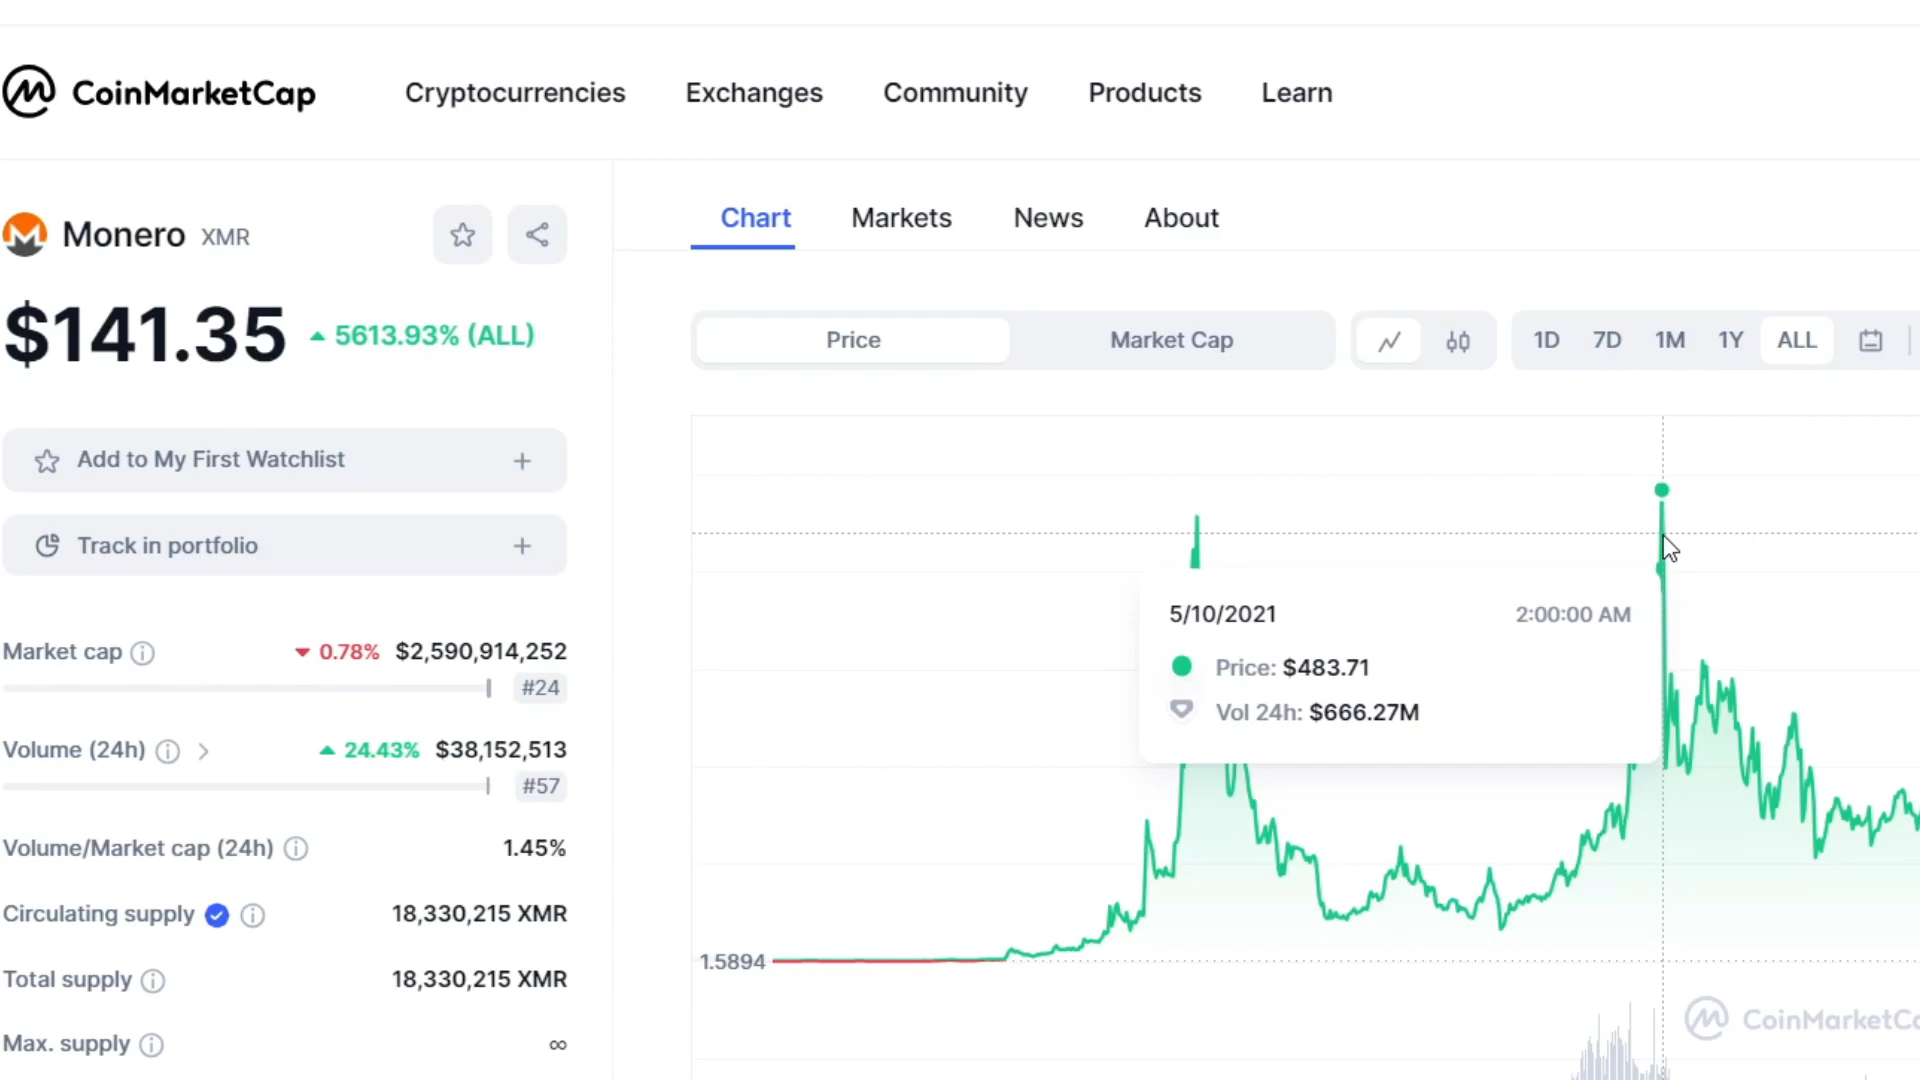 CoinMarketCap
Cryptocurrencies Exchanges Community Products Learn
Monero XMR
$141.35 5613.93% (ALL)
Add to My First Watchlist +
Track in portfolio +
Market cap 0.78% $2,590,914,252
#24
Volume (24h) 24.43% $38,152,513
#57
Volume/Market cap (24h) 1.45%
Circulating supply 18,330,215 XMR
Total supply 18,330,215 XMR
Max. supply ∞
Chart Markets News About
Price Market Cap 1D 7D 1M 1Y ALL
5/10/2021 2:00:00 AM
Price: $483.71
Vol 24h: $666.27M
1.5894
CoinMarketCa